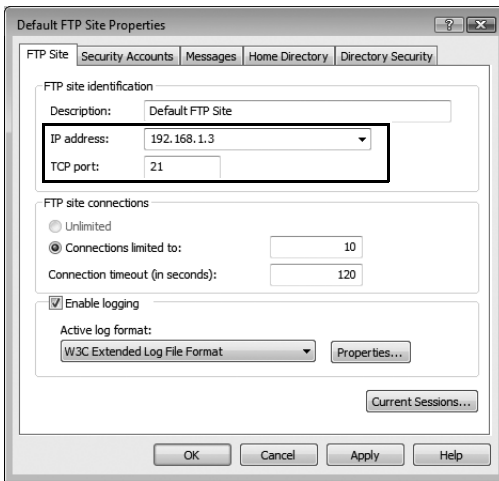 Default FTP Site Properties
FTP Site Security Accounts Messages Home Directory Directory Security
FTP site identification
Description: Default FTP Site
IP address: 192.168.1.3
TCP port: 21
FTP site connections
Unlimited
Connections limited to: 10
Connection timeout (in seconds): 120
Enable logging
Active log format:
W3C Extended Log File Format Properties...
Current Sessions...
OK Cancel Apply Help